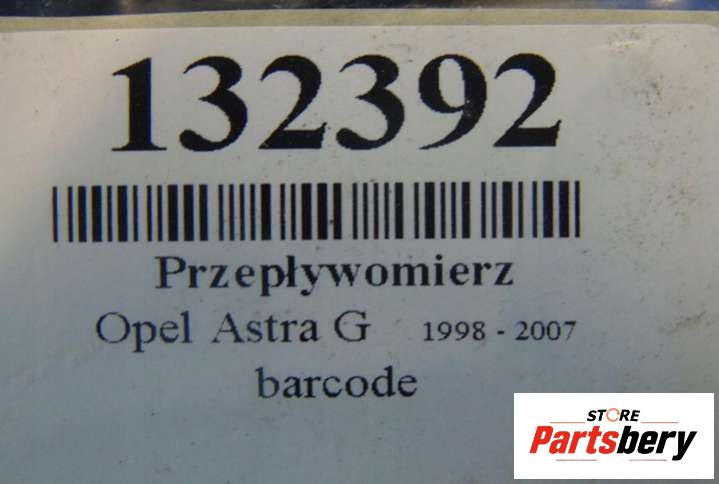 132392
Przepływomierz
Opel Astra G 1998 - 2007
barcode
STORE
Partsbery